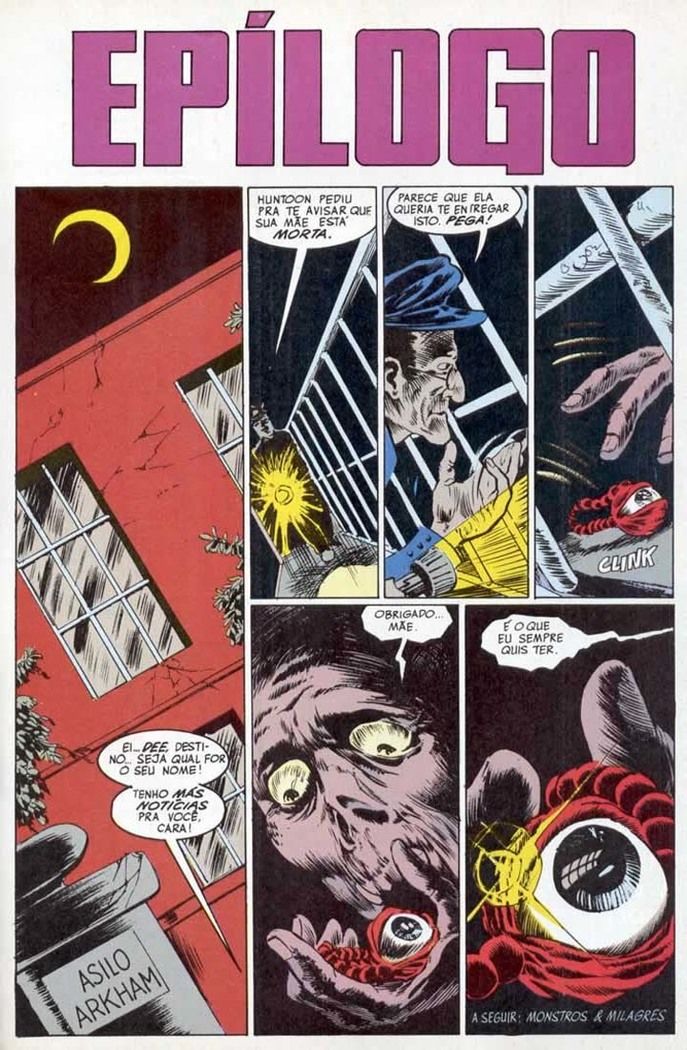 EPÍLOGO
EI... DEE, DESTI-
NO... SEJA QUAL FOR
O SEU NOME!
TENHO MÁS
NOTÍCIAS
PRA VOCÊ,
CARA!
ASILO
ARKHAM
HUNTOON PEDIU
PRA TE AVISAR QUE
SUA MÃE ESTÁ
MORTA.
PARECE QUE ELA
QUERIA TE ENTREGAR
ISTO. PEGA!
CLINK
OBRIGADO...
MÃE.
É O QUE
EU SEMPRE
QUIS TER.
A SEGUIR: MONSTROS & MILAGRES